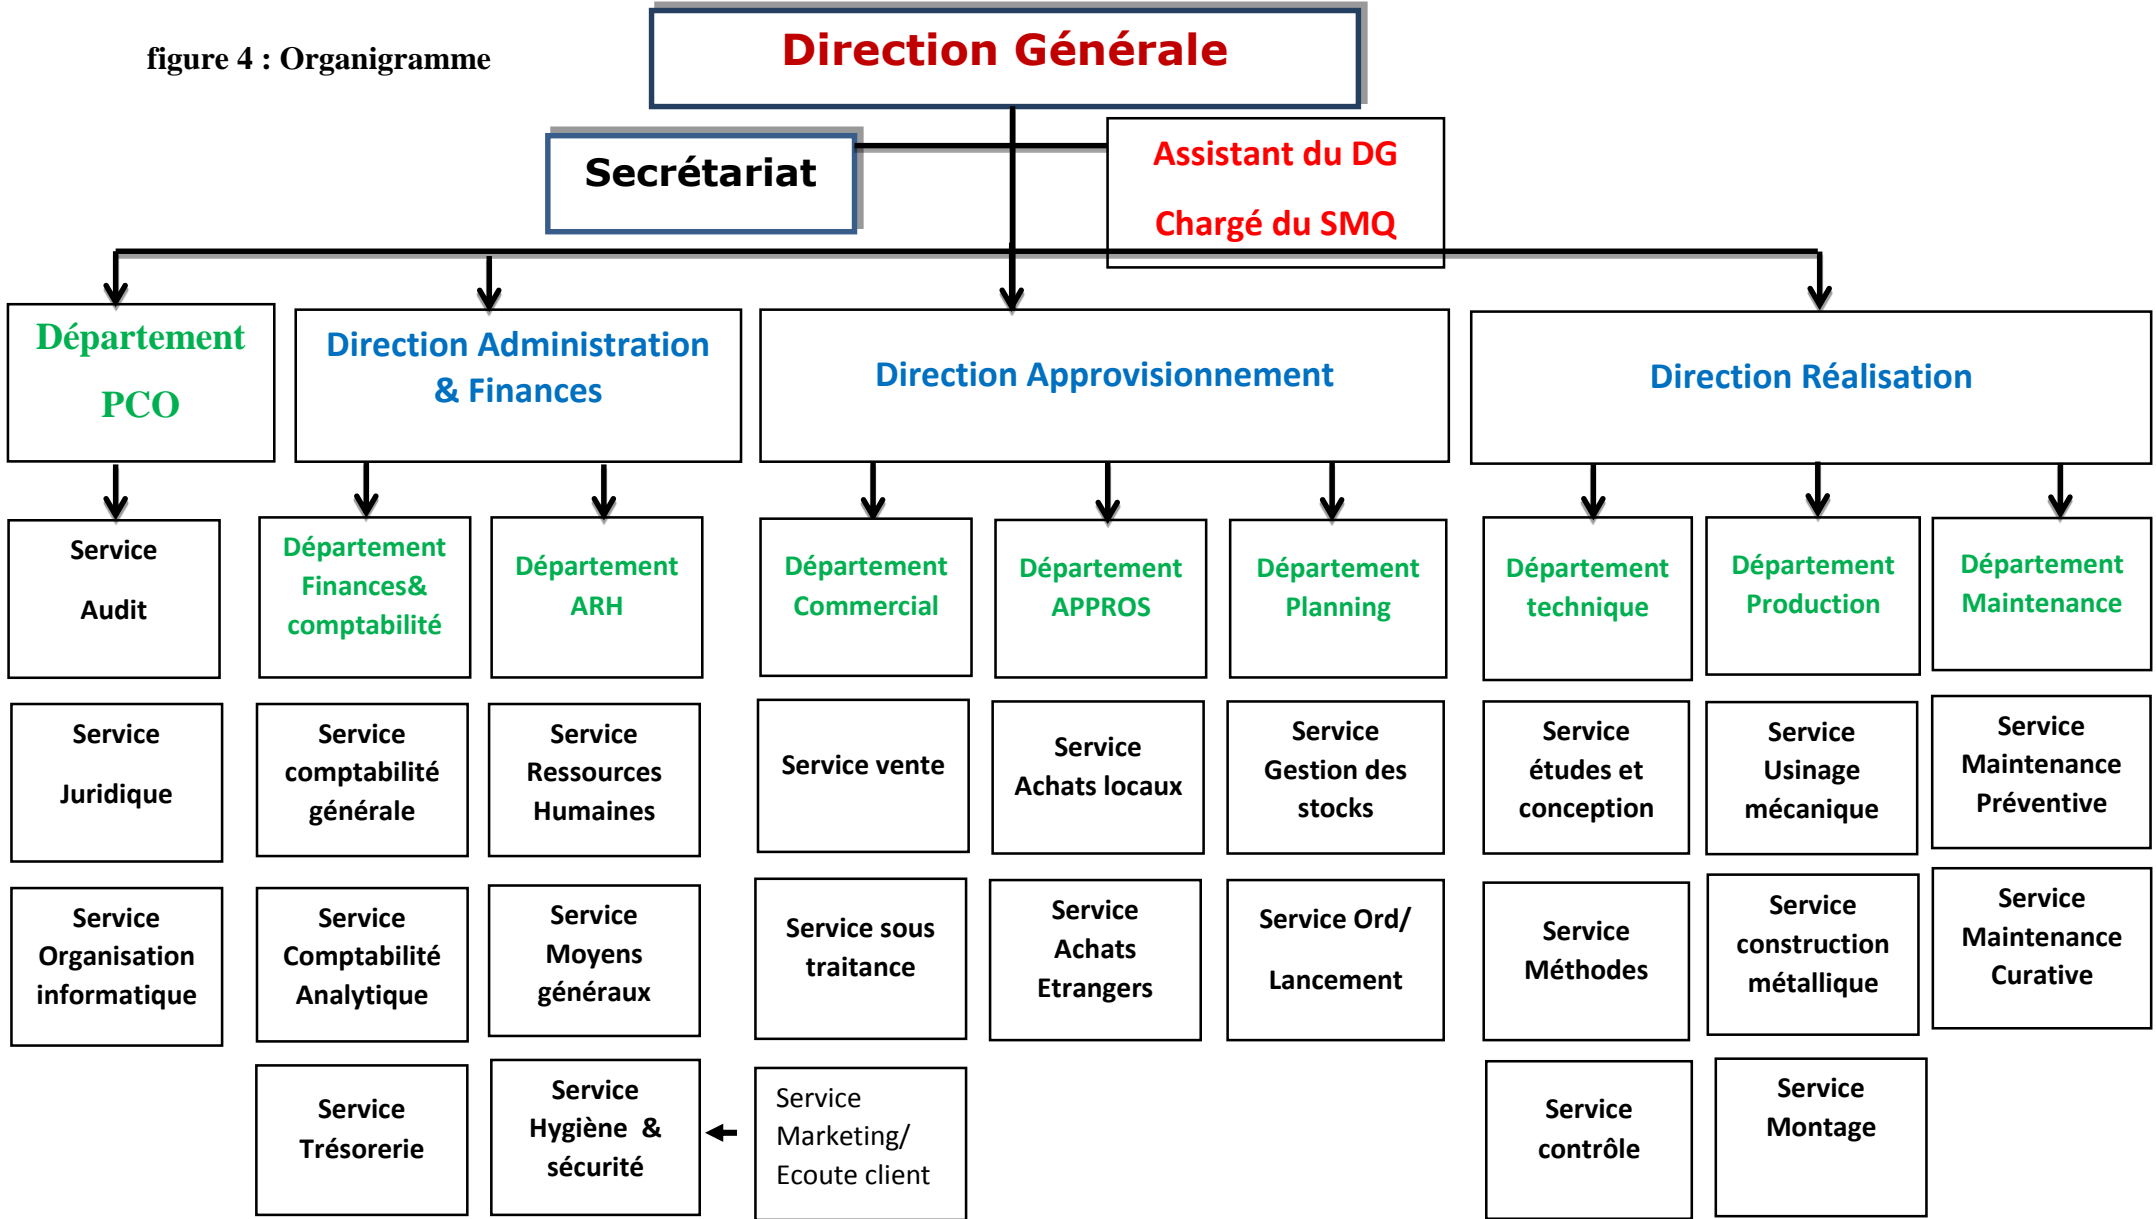 figure 4 : Organigramme
Direction Générale
Secrétariat
Assistant du DG
Chargé du SMQ
Département
PCO
Direction Administration
& Finances
Direction Approvisionnement
Direction Réalisation
Service
Audit
Département
Finances&
comptabilité
Département
ARH
Département
Commercial
Département
APPROS
Département
Planning
Département
technique
Département
Production
Département
Maintenance
Service
Juridique
Service
comptabilité
générale
Service
Ressources
Humaines
Service vente
Service
Achats locaux
Service
Gestion des
stocks
Service
études et
conception
Service
Usinage
mécanique
Service
Maintenance
Préventive
Service
Organisation
informatique
Service
Comptabilité
Analytique
Service
Moyens
généraux
Service sous
traitance
Service
Achats
Etrangers
Service Ord/
Lancement
Service
Méthodes
Service
construction
métallique
Service
Maintenance
Curative
Service
Trésorerie
Service
Hygiène &
sécurité
Service
Marketing/
Ecoute client
Service
contrôle
Service
Montage